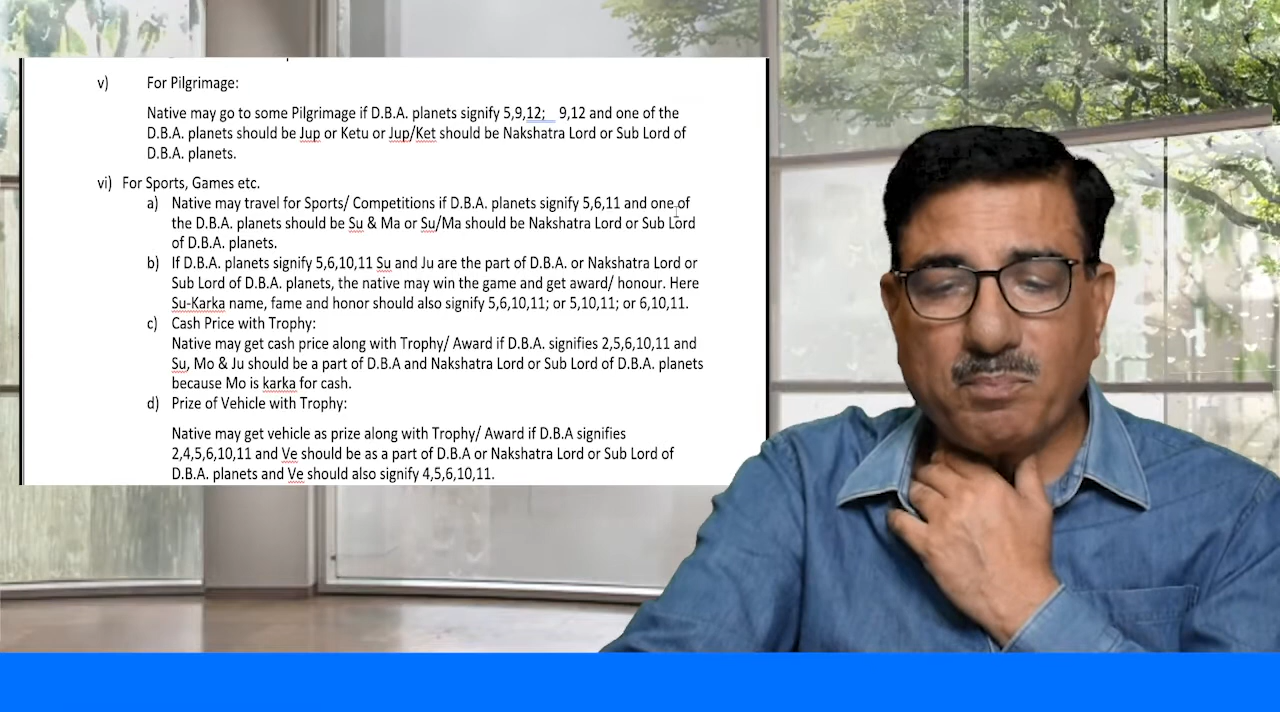 v) For Pilgrimage:
Native may go to some Pilgrimage if D.B.A. planets signify 5,9,12; 9,12 and one of the
D.B.A. planets should be Jup or Ketu or Jup/Ket should be Nakshatra Lord or Sub Lord of
D.B.A. planets.
vi) For Sports, Games etc.
a) Native may travel for Sports/ Competitions if D.B.A. planets signify 5,6,11 and one of
the D.B.A. planets should be Su & Ma or Su/Ma should be Nakshatra Lord or Sub Lord
of D.B.A. planets.
b) If D.B.A. planets signify 5,6,10,11 Su and Ju are the part of D.B.A. or Nakshatra Lord or
Sub Lord of D.B.A. planets, the native may win the game and get award/ honour. Here
Su-Karka name, fame and honor should also signify 5,6,10,11; or 5,10,11; or 6,10,11.
c) Cash Price with Trophy:
Native may get cash price along with Trophy/ Award if D.B.A. signifies 2,5,6,10,11 and
Su, Mo & Ju should be a part of D.B.A and Nakshatra Lord or Sub Lord of D.B.A. planets
because Mo is karka for cash.
d) Prize of Vehicle with Trophy:
Native may get vehicle as prize along with Trophy/ Award if D.B.A signifies
2,4,5,6,10,11 and Ve should be as a part of D.B.A or Nakshatra Lord or Sub Lord of
D.B.A. planets and Ve should also signify 4,5,6,10,11.